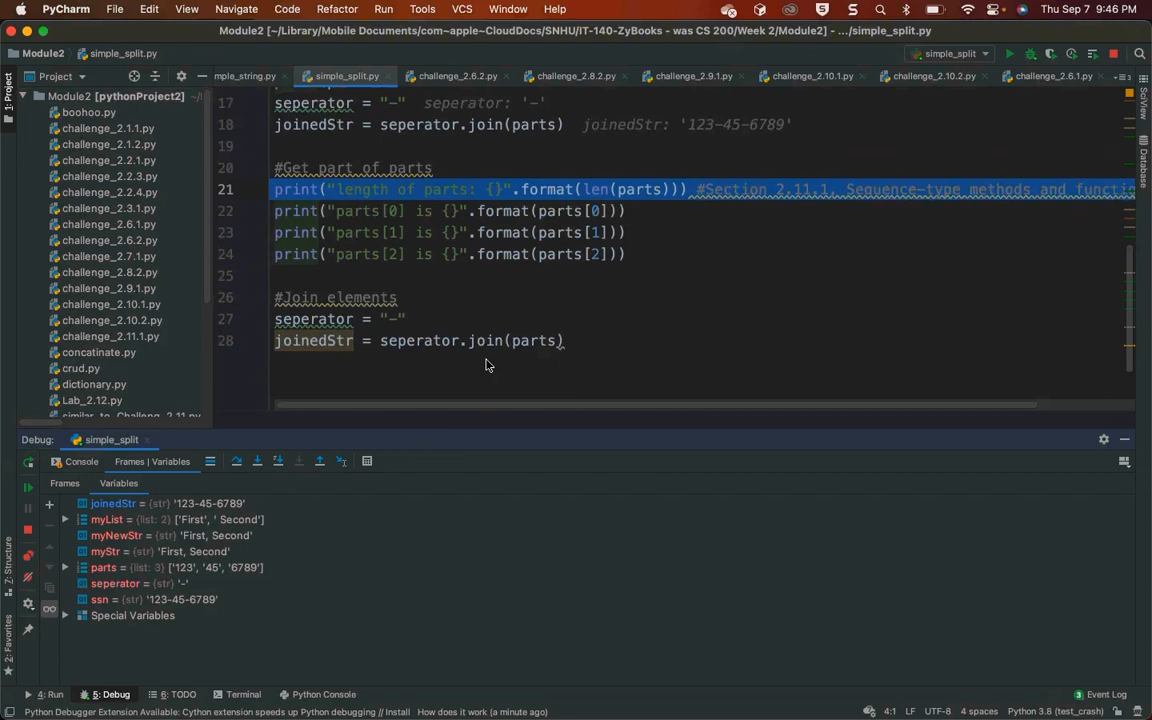 PyCharm File Edit View Navigate Code Refactor Run Tools VCS Window Help Thu Sep 7 9:46 PM
Module2 [~/Library/Mobile Documents/com~apple~CloudDocs/SNHU/IT-140-ZyBooks - was CS 200/Week 2/Module2] - .../simple_split.py
Module2 simple_split.py simple_split
Project mple_string.py simple_split.py challenge_2.6.2.py challenge_2.8.2.py challenge_2.9.1.py challenge_2.10.1.py challenge_2.10.2.py challenge_2.6.1.py
1: Project
SciView
Database
Z: Structure
2: Favorites
Module2 [pythonProject2] ~/
boohoo.py
challenge_2.1.1.py
challenge_2.1.2.py
challenge_2.2.1.py
challenge_2.2.3.py
challenge_2.2.4.py
challenge_2.3.1.py
challenge_2.6.1.py
challenge_2.6.2.py
challenge_2.7.1.py
challenge_2.8.2.py
challenge_2.9.1.py
challenge_2.10.1.py
challenge_2.10.2.py
challenge_2.11.1.py
concatinate.py
crud.py
dictionary.py
Lab_2.12.py
similar_to_Challeng_2.11.py
17 seperator = "-" seperator: '-'
18 joinedStr = seperator.join(parts) joinedStr: '123-45-6789'
19
20 #Get part of parts
21 print("length of parts: {}".format(len(parts))) #Section 2.11.1, Sequence-type methods and functio
22 print("parts[0] is {}".format(parts[0]))
23 print("parts[1] is {}".format(parts[1]))
24 print("parts[2] is {}".format(parts[2]))
25
26 #Join elements
27 seperator = "-"
28 joinedStr = seperator.join(parts)
Debug: simple_split
Console Frames | Variables
Frames Variables
joinedStr = {str} '123-45-6789'
myList = {list: 2} ['First', ' Second']
myNewStr = {str} 'First, Second'
myStr = {str} 'First, Second'
parts = {list: 3} ['123', '45', '6789']
seperator = {str} '-'
ssn = {str} '123-45-6789'
Special Variables
4: Run 5: Debug 6: TODO Terminal Python Console Event Log
Python Debugger Extension Available: Cython extension speeds up Python debugging // Install How does it work (a minute ago) 4:1 LF UTF-8 4 spaces Python 3.8 (test_crash)